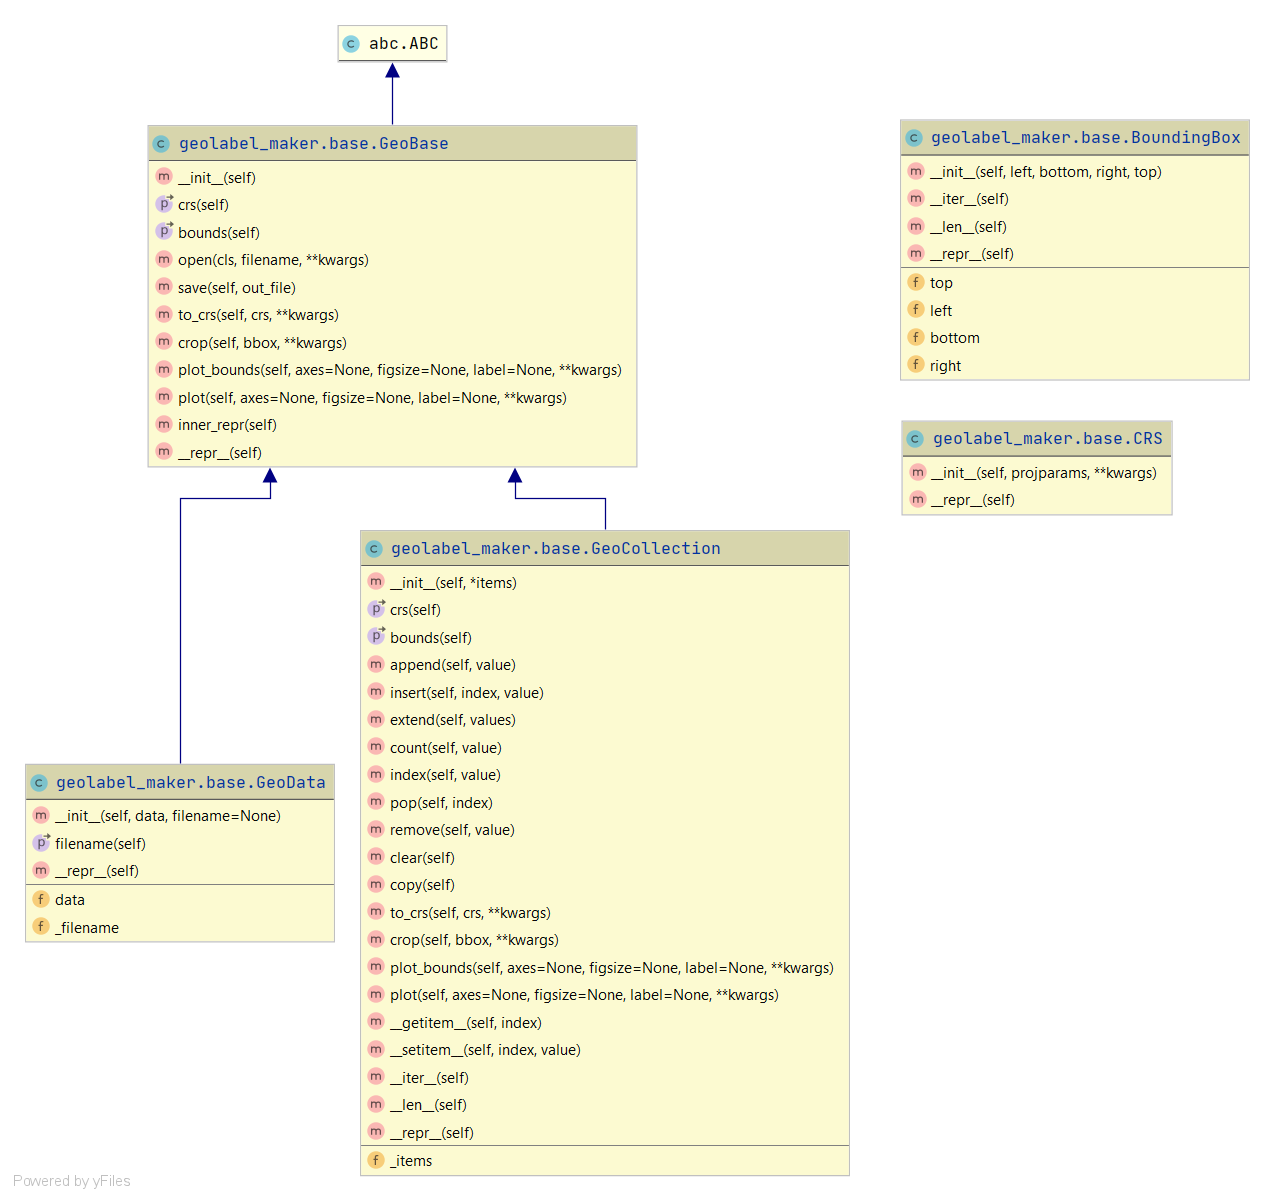 abc.ABC
geolabel_maker.base.GeoBase
__init__(self)
crs(self)
bounds(self)
open(cls, filename, **kwargs)
save(self, out_file)
to_crs(self, crs, **kwargs)
crop(self, bbox, **kwargs)
plot_bounds(self, axes=None, figsize=None, label=None, **kwargs)
plot(self, axes=None, figsize=None, label=None, **kwargs)
inner_repr(self)
__repr__(self)
geolabel_maker.base.BoundingBox
__init__(self, left, bottom, right, top)
__iter__(self)
__len__(self)
__repr__(self)
top
left
bottom
right
geolabel_maker.base.CRS
__init__(self, projparams, **kwargs)
__repr__(self)
geolabel_maker.base.GeoCollection
__init__(self, *items)
crs(self)
bounds(self)
append(self, value)
insert(self, index, value)
extend(self, values)
count(self, value)
index(self, value)
pop(self, index)
remove(self, value)
clear(self)
copy(self)
to_crs(self, crs, **kwargs)
crop(self, bbox, **kwargs)
plot_bounds(self, axes=None, figsize=None, label=None, **kwargs)
plot(self, axes=None, figsize=None, label=None, **kwargs)
__getitem__(self, index)
__setitem__(self, index, value)
__iter__(self)
__len__(self)
__repr__(self)
_items
geolabel_maker.base.GeoData
__init__(self, data, filename=None)
filename(self)
__repr__(self)
data
_filename
Powered by yFiles